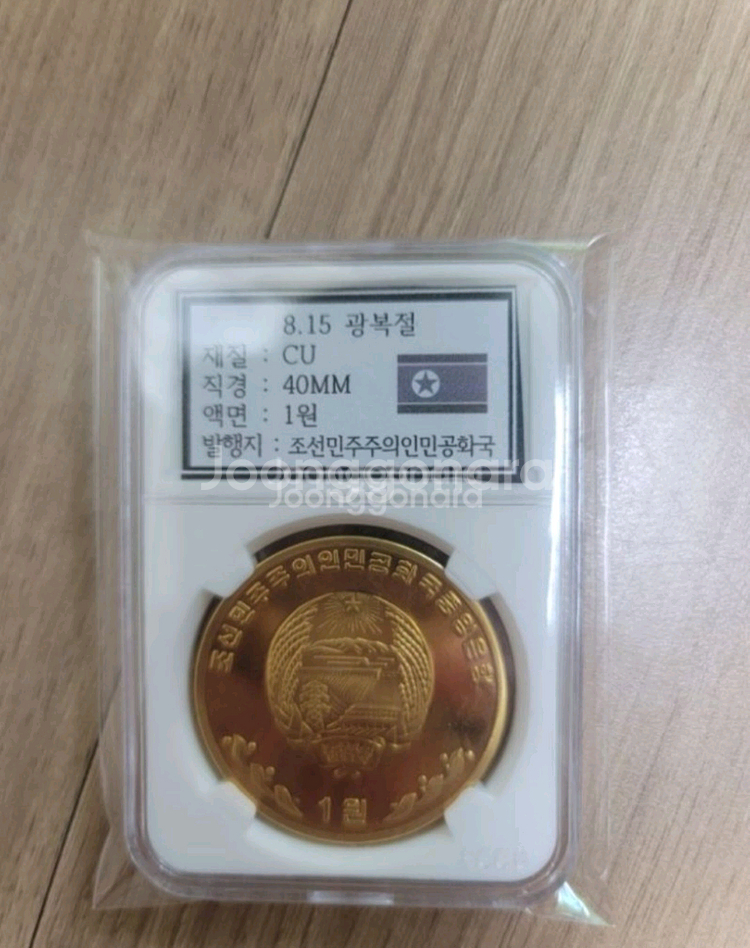 8.15 광복절
재질 : CU
직경 : 40MM
액면 : 1원
발행지 : 조선민주주의인민공화국
Joonggonara
Joonggonara
조선민주주의인민공화국중앙은행
1원